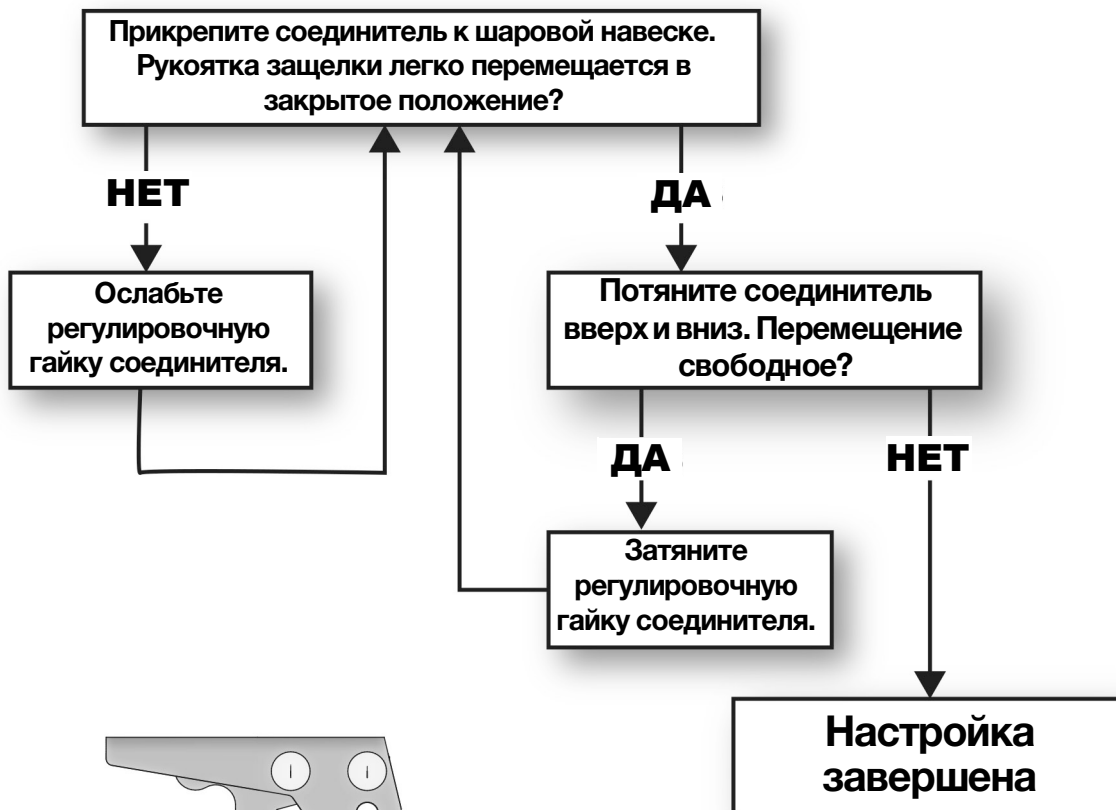 Прикрепите соединитель к шаровой навеске.
Рукоятка защелки легко перемещается в
закрытое положение?
НЕТ
ДА
Ослабьте
регулировочную
гайку соединителя.
Потяните соединитель
вверх и вниз. Перемещение
свободное?
ДА
НЕТ
Затяните
регулировочную
гайку соединителя.
Настройка
завершена